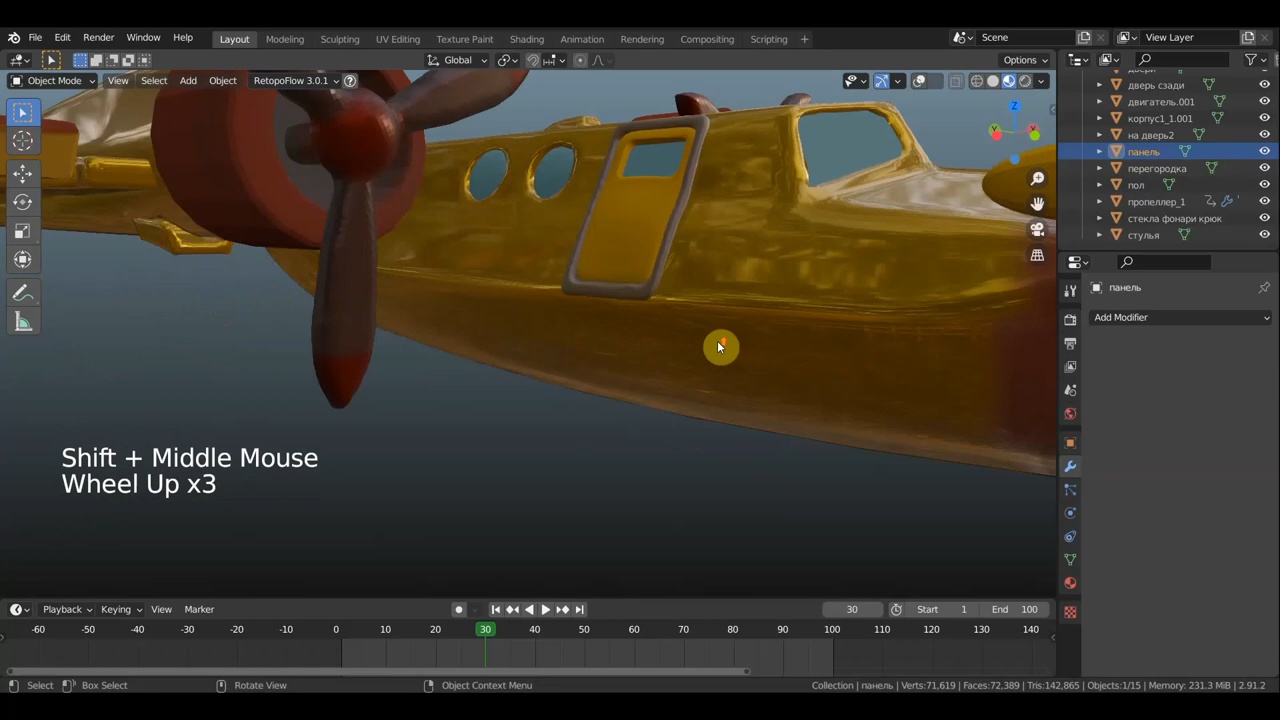 File Edit Render Window Help Layout Modeling Sculpting UV Editing Texture Paint Shading Animation Rendering Compositing Scripting + Scene View Layer
Global Options
Object Mode View Select Add Object RetopoFlow 3.0.1
дверь сзади
двигатель.001
корпус1_1.001
на дверь2
панель
перегородка
пол
пропеллер_1
стекла фонари крюк
стулья
Z
Y
панель
Add Modifier
Shift + Middle Mouse
Wheel Up x3
Playback Keying View Marker 30 Start 1 End 100
-60 -50 -40 -30 -20 -10 0 10 20 30 40 50 60 70 80 90 100 110 120 130 140
Select Box Select Rotate View Object Context Menu Collection | панель | Verts:71,619 | Faces:72,389 | Tris:142,865 | Objects:1/15 | Memory: 231.3 MiB | 2.91.2